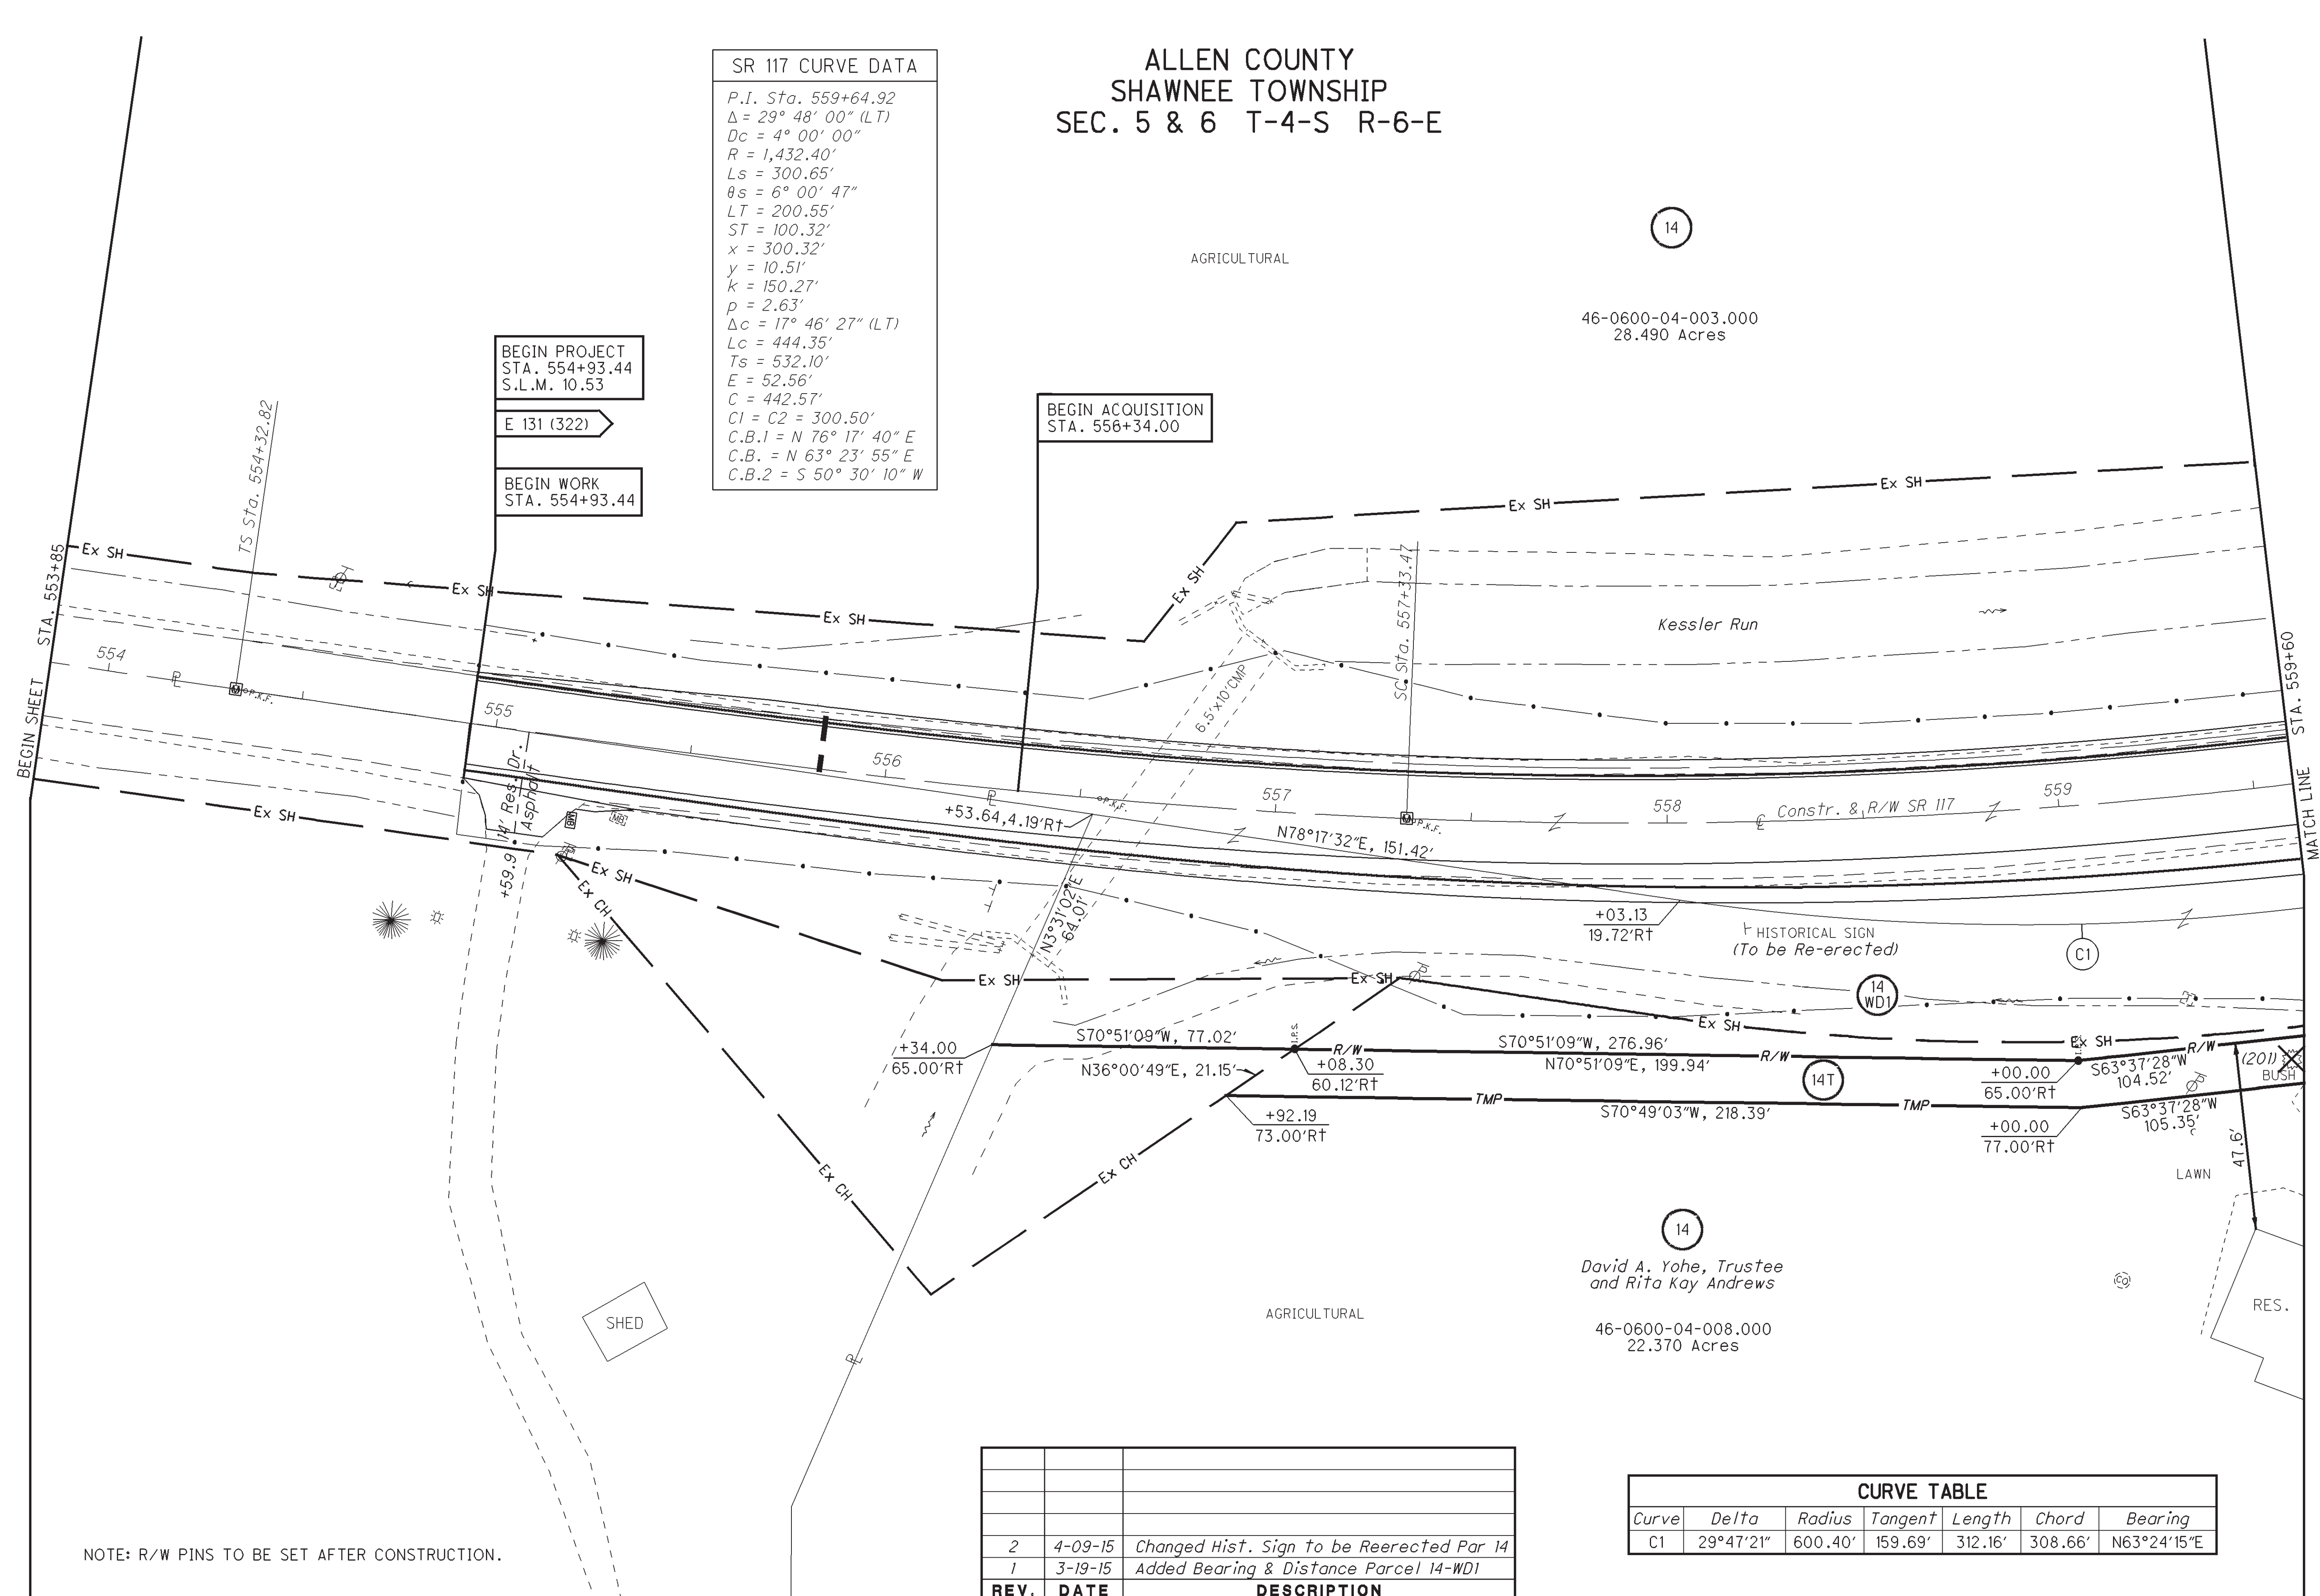 ALLEN COUNTY
SHAWNEE TOWNSHIP
SEC. 5 & 6 T-4-S R-6-E
SR 117 CURVE DATA
P.I. Sta. 559+64.92
Δ = 29° 48' 00" (LT)
Dc = 4° 00' 00"
R = 1,432.40'
Ls = 300.65'
θs = 6° 00' 47"
LT = 200.55'
ST = 100.32'
x = 300.32'
y = 10.51'
k = 150.27'
p = 2.63'
Δc = 17° 46' 27" (LT)
Lc = 444.35'
Ts = 532.10'
E = 52.56'
C = 442.57'
C1 = C2 = 300.50'
C.B.1 = N 76° 17' 40" E
C.B. = N 63° 23' 55" E
C.B.2 = S 50° 30' 10" W
14
AGRICULTURAL
46-0600-04-003.000
28.490 Acres
BEGIN PROJECT
STA. 554+93.44
S.L.M. 10.53
E 131 (322)
BEGIN WORK
STA. 554+93.44
BEGIN ACQUISITION
STA. 556+34.00
TS Sta. 554+32.82
SC Sta. 557+33.47
BEGIN SHEET STA. 553+85
MATCH LINE STA. 559+60
Ex SH
Ex SH
Ex SH
Ex SH
Ex SH
Ex SH
Kessler Run
554
P.K.F.
555
556
557
558
559
6.5'x10'CMP
P.K.F.
P.K.F.
Constr. & R/W SR 117
14' Res. Dr.
Asphalt
+59.9
MB
MB
+53.64,4.19'Rt
N78°17'32"E, 151.42'
N3°31'02"E
64.01'
+03.13
19.72'Rt
HISTORICAL SIGN
(To be Re-erected)
C1
14
WD1
Ex SH
Ex SH
Ex SH
Ex SH
Ex SH
Ex SH
Ex CH
Ex CH
Ex CH
S70°51'09"W, 77.02'
+34.00
65.00'Rt
N36°00'49"E, 21.15'
I.P.S.
R/W
+08.30
60.12'Rt
S70°51'09"W, 276.96'
N70°51'09"E, 199.94'
R/W
14T
+00.00
65.00'Rt
R/W
S63°37'28"W
104.52'
(201)
BUSH
TMP
TMP
+92.19
73.00'Rt
S70°49'03"W, 218.39'
+00.00
77.00'Rt
S63°37'28"W
105.35'
47.6'
LAWN
14
David A. Yohe, Trustee
and Rita Kay Andrews
AGRICULTURAL
46-0600-04-008.000
22.370 Acres
CO
RES.
SHED
NOTE: R/W PINS TO BE SET AFTER CONSTRUCTION.
2 4-09-15 Changed Hist. Sign to be Reerected Par 14
1 3-19-15 Added Bearing & Distance Parcel 14-WD1
REV. DATE DESCRIPTION
CURVE TABLE
Curve Delta Radius Tangent Length Chord Bearing
C1 29°47'21" 600.40' 159.69' 312.16' 308.66' N63°24'15"E